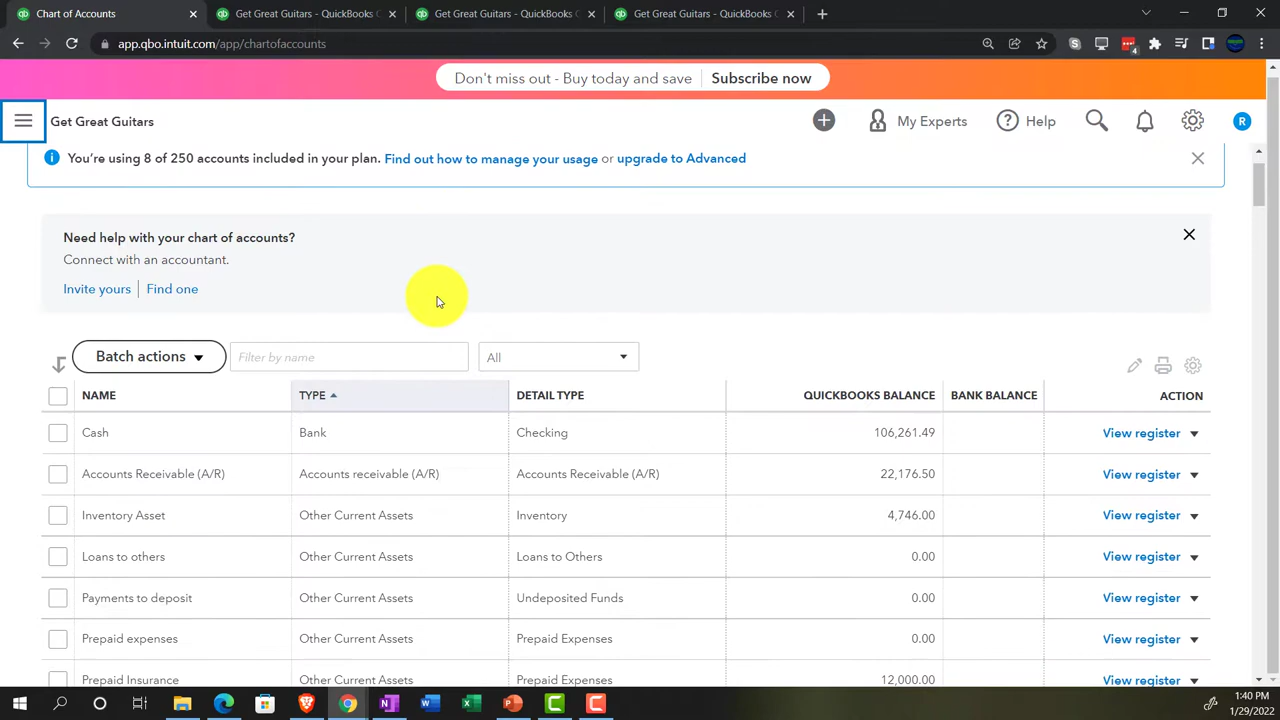 Chart of Accounts
Get Great Guitars - QuickBooks
Get Great Guitars - QuickBooks
Get Great Guitars - QuickBooks
app.qbo.intuit.com/app/chartofaccounts
4
Don't miss out - Buy today and save Subscribe now
Get Great Guitars My Experts Help R
You're using 8 of 250 accounts included in your plan. Find out how to manage your usage or upgrade to Advanced
Need help with your chart of accounts?
Connect with an accountant.
Invite yours Find one
Batch actions Filter by name All
NAME TYPE DETAIL TYPE QUICKBOOKS BALANCE BANK BALANCE ACTION
Cash Bank Checking 106,261.49 View register
Accounts Receivable (A/R) Accounts receivable (A/R) Accounts Receivable (A/R) 22,176.50 View register
Inventory Asset Other Current Assets Inventory 4,746.00 View register
Loans to others Other Current Assets Loans to Others 0.00 View register
Payments to deposit Other Current Assets Undeposited Funds 0.00 View register
Prepaid expenses Other Current Assets Prepaid Expenses 0.00 View register
Prepaid Insurance Other Current Assets Prepaid Expenses 12,000.00 View register
1:40 PM
1/29/2022